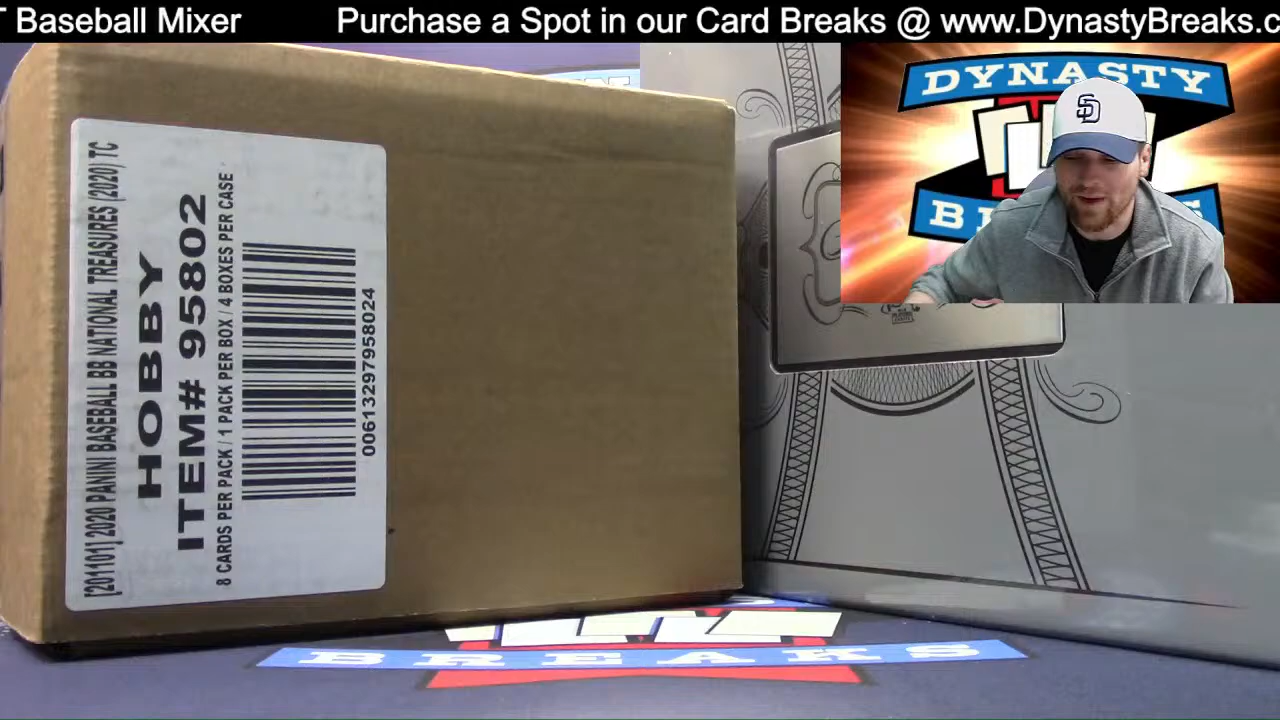 T Baseball Mixer Purchase a Spot in our Card Breaks @ www.DynastyBreaks.c
DYNASTY
SD
[201101] 2020 PANINI BASEBALL BB NATIONAL TREASURES (2020) TC
HOBBY
ITEM# 95802
8 CARDS PER PACK / 1 PACK PER BOX / 4 BOXES PER CASE
00613297958024
BREAKS